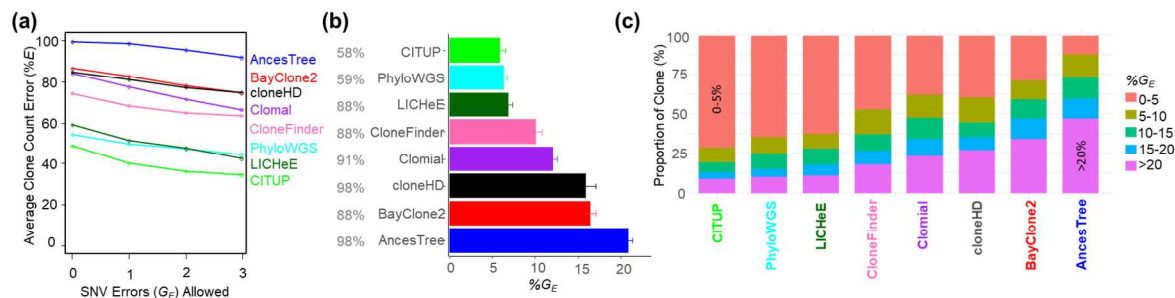 (a)
Average Clone Count Error (%E)
100
80
60
40
20
0
0 1 2 3
SNV Errors (GE) Allowed
AncesTree
BayClone2
cloneHD
Clomal
CloneFinder
PhyloWGS
LICHeE
CITUP
(b)
58% CITUP
59% PhyloWGS
88% LICHeE
88% CloneFinder
91% Clomial
98% cloneHD
88% BayClone2
98% AncesTree
0 5 10 15 20
%GE
(c)
Proportion of Clone (%)
100
75
50
25
0
0-5%
>20%
CITUP
PhyloWGS
LICHeE
CloneFinder
Clomial
cloneHD
BayClone2
AncesTree
%GE
0-5
5-10
10-15
15-20
>20